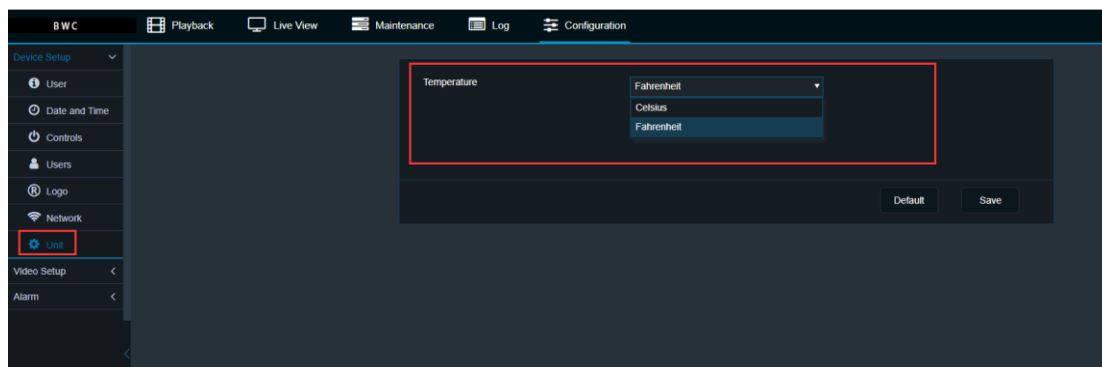 BWC
Playback
Live View
Maintenance
Log
Configuration
Device Setup
User
Date and Time
Controls
Users
Logo
Network
Unit
Video Setup
Alarm
Temperature
Fahrenheit
Celsius
Fahrenheit
Default
Save